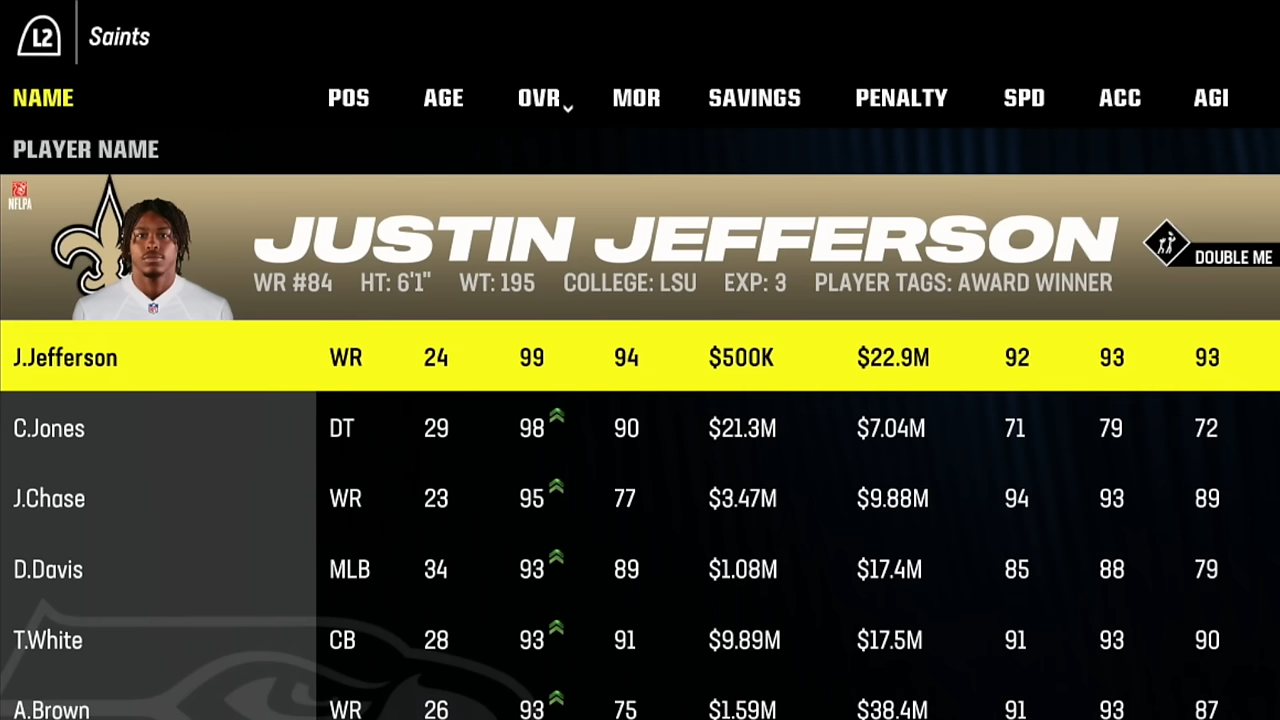 L2 Saints
NAME POS AGE OVR MOR SAVINGS PENALTY SPD ACC AGI
PLAYER NAME
NFLPA
JUSTIN JEFFERSON
WR #84 HT: 6'1" WT: 195 COLLEGE: LSU EXP: 3 PLAYER TAGS: AWARD WINNER
DOUBLE ME
J.Jefferson WR 24 99 94 $500K $22.9M 92 93 93
C.Jones DT 29 98 90 $21.3M $7.04M 71 79 72
J.Chase WR 23 95 77 $3.47M $9.88M 94 93 89
D.Davis MLB 34 93 89 $1.08M $17.4M 85 88 79
T.White CB 28 93 91 $9.89M $17.5M 91 93 90
A.Brown WR 26 93 75 $1.59M $38.4M 91 93 87